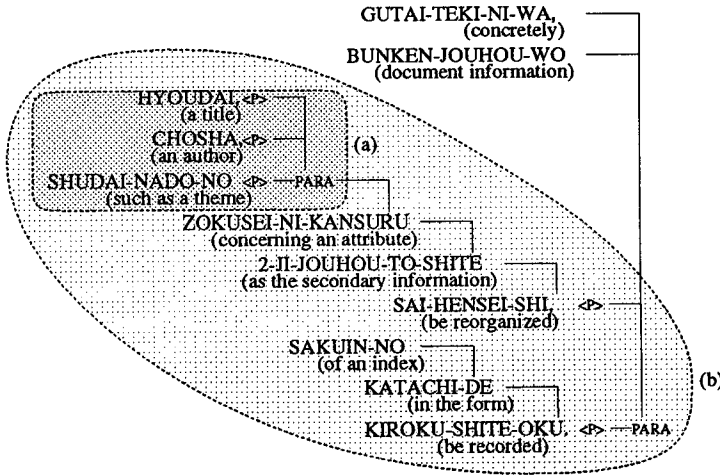 GUTAI-TEKI-NI-WA,
(concretely)
BUNKEN-JOUHOU-WO
(document information)
HYOUDAI, <P>
(a title)
CHOSHA, <P>
(an author)
(a)
SHUDAI-NADO-NO <P> PARA
(such as a theme)
ZOKUSEI-NI-KANSURU
(concerning an attribute)
2-JI-JOUHOU-TO-SHITE
(as the secondary information)
SAI-HENSEI-SHI, <P>
(be reorganized)
SAKUIN-NO
(of an index)
KATACHI-DE
(in the form)
(b)
KIROKU-SHITE-OKU. <P> PARA
(be recorded)